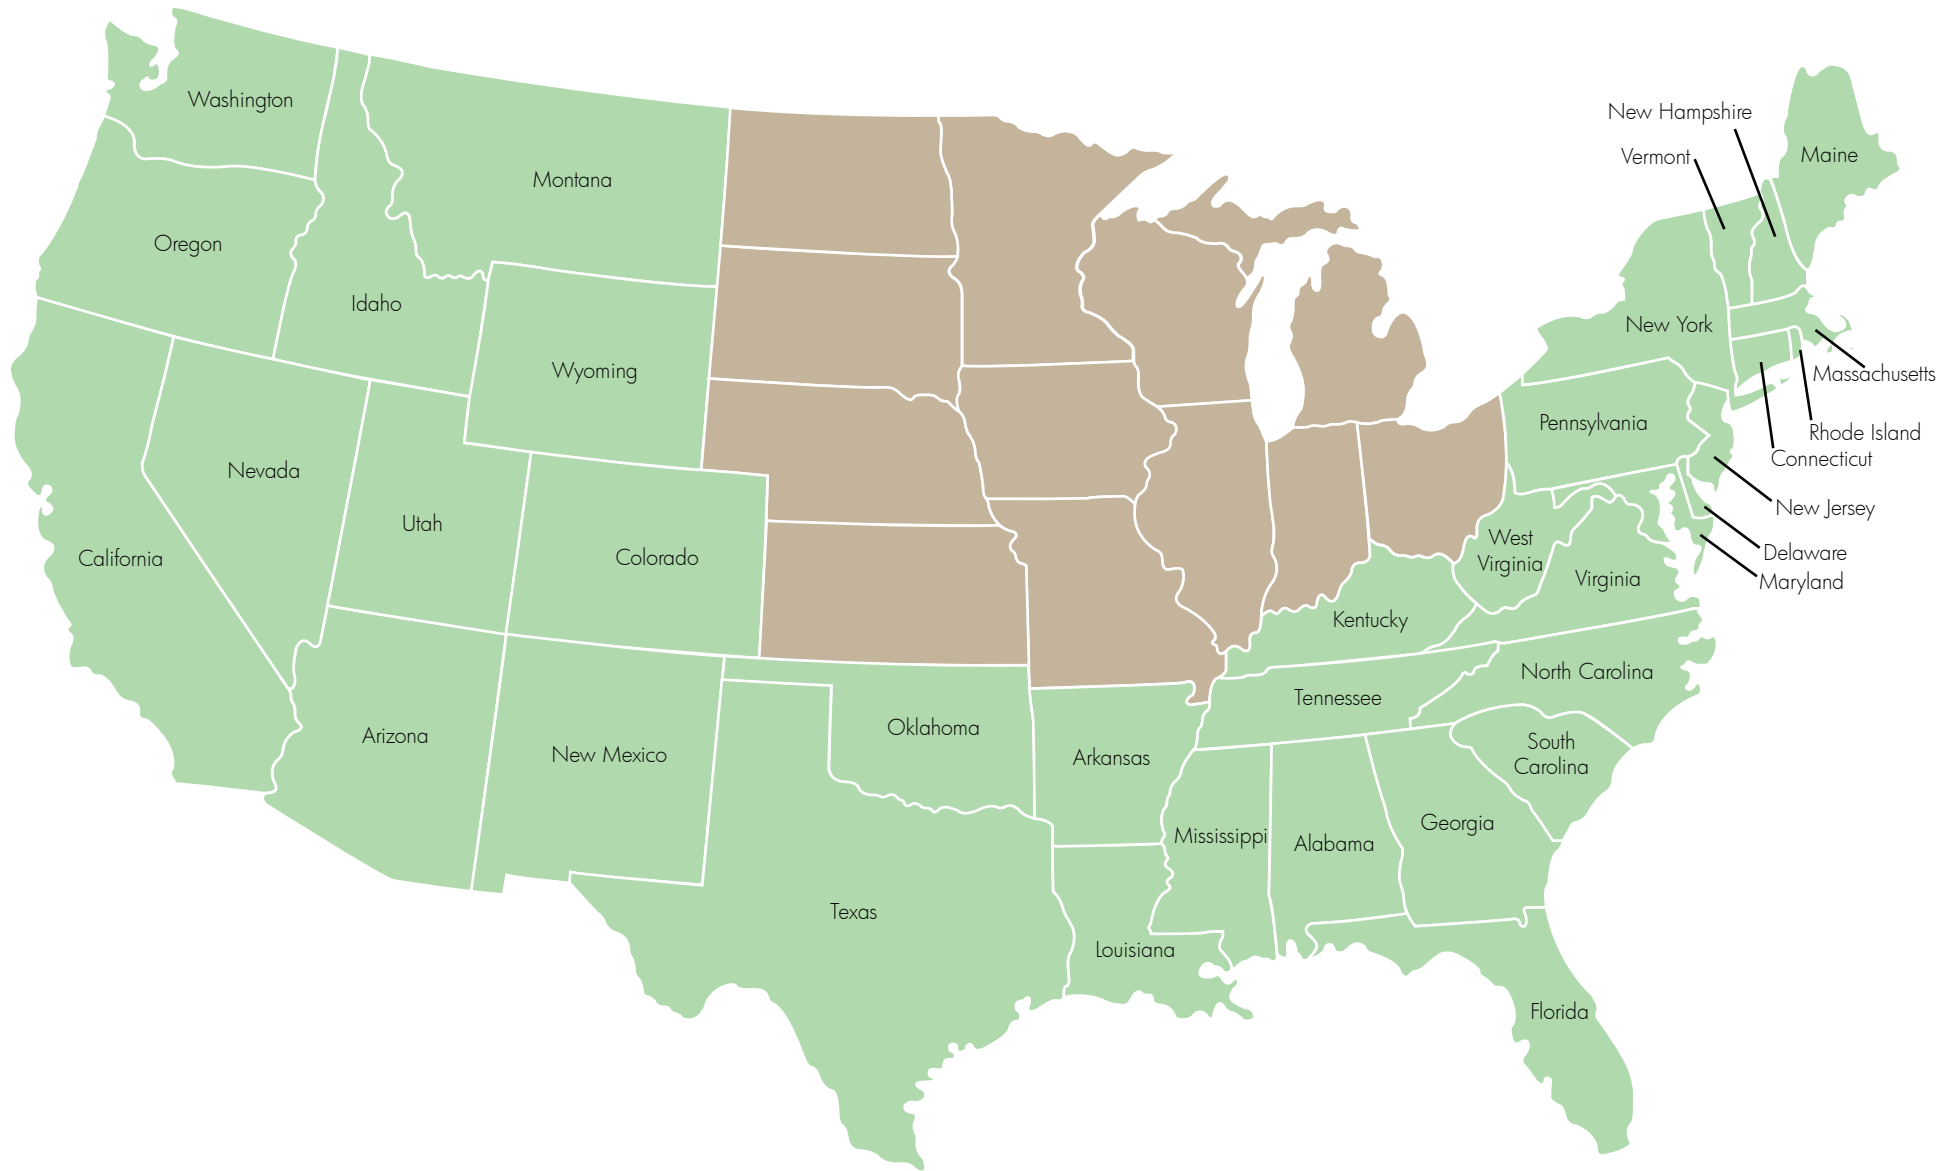 Washington
Oregon
Idaho
Montana
Wyoming
California
Nevada
Utah
Colorado
Arizona
New Mexico
Oklahoma
Texas
Arkansas
Louisiana
Mississippi
Alabama
Georgia
Florida
Tennessee
Kentucky
South
Carolina
North Carolina
Virginia
West
Virginia
Pennsylvania
New York
New Hampshire
Vermont
Maine
Massachusetts
Rhode Island
Connecticut
New Jersey
Delaware
Maryland